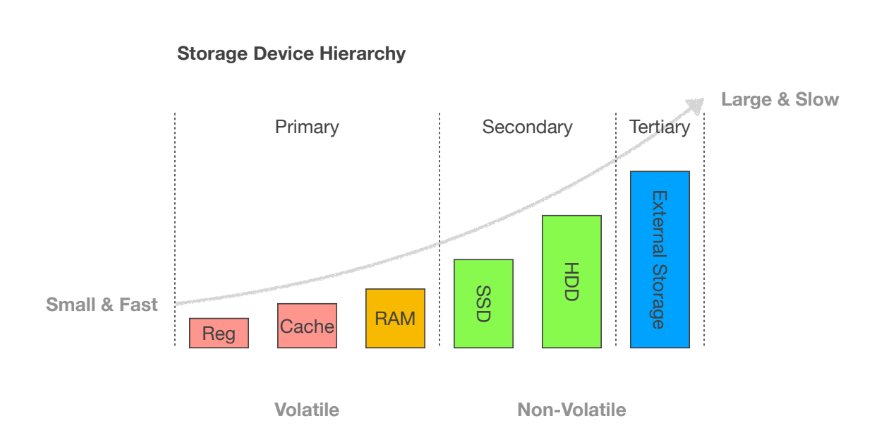 Storage Device Hierarchy
Large & Slow
Primary
Secondary
Tertiary
Small & Fast
Reg
Cache
RAM
SSD
HDD
External Storage
Volatile
Non-Volatile